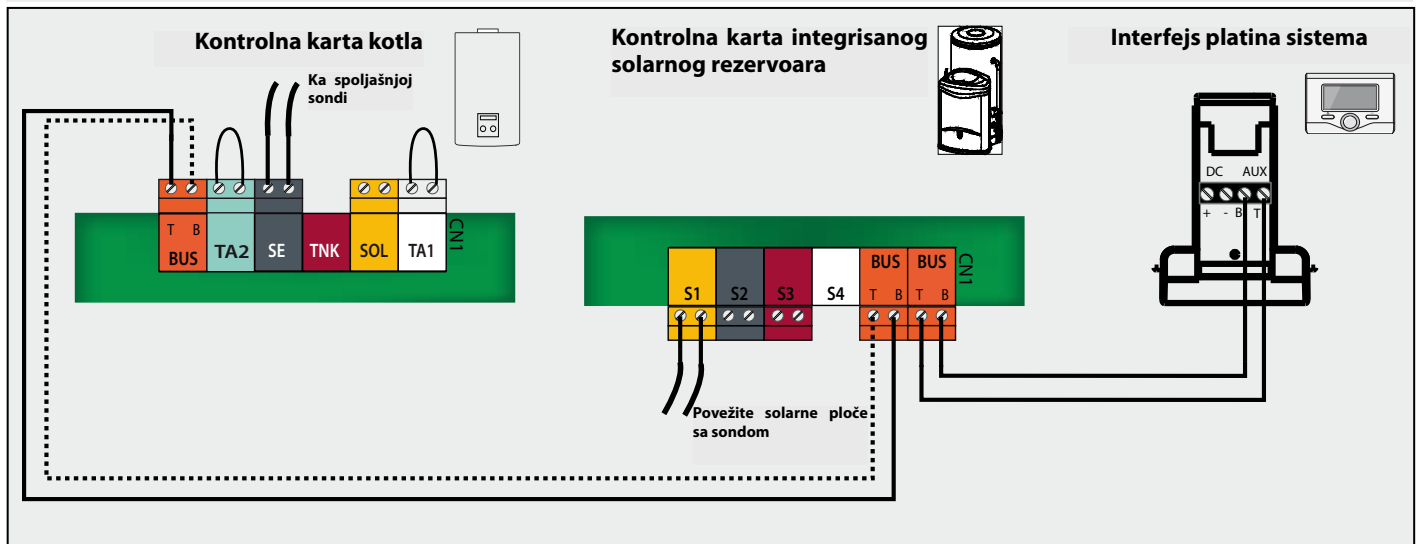 Kontrolna karta kotla
Ka spoljašnjoj
sondi
T B
BUS
TA2
SE
TNK
SOL
TA1
CN1
Kontrolna karta integrisanog
solarnog rezervoara
S1
S2
S3
S4
BUS
T B
BUS
T B
CN1
Povežite solarne ploče
sa sondom
Interfejs platina sistema
DC AUX
+ - B T